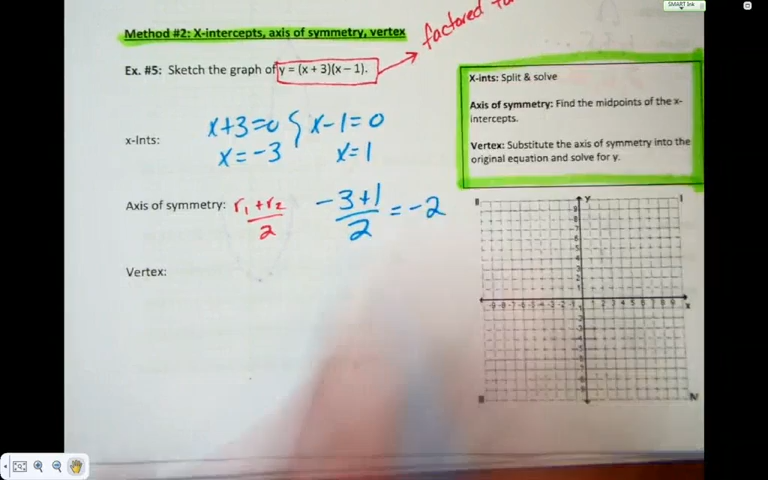 SMART Ink
Method #2: X-intercepts, axis of symmetry, vertex
factored
Ex. #5: Sketch the graph of y = (x + 3)(x – 1).
X-ints: Split & solve
Axis of symmetry: Find the midpoints of the x-
intercepts.
Vertex: Substitute the axis of symmetry into the
original equation and solve for y.
x-Ints:
x+3=0 { x-1=0
x=-3 x=1
Axis of symmetry: r₁+r₂/2 -3+1/2 = -2
Vertex:
y
x